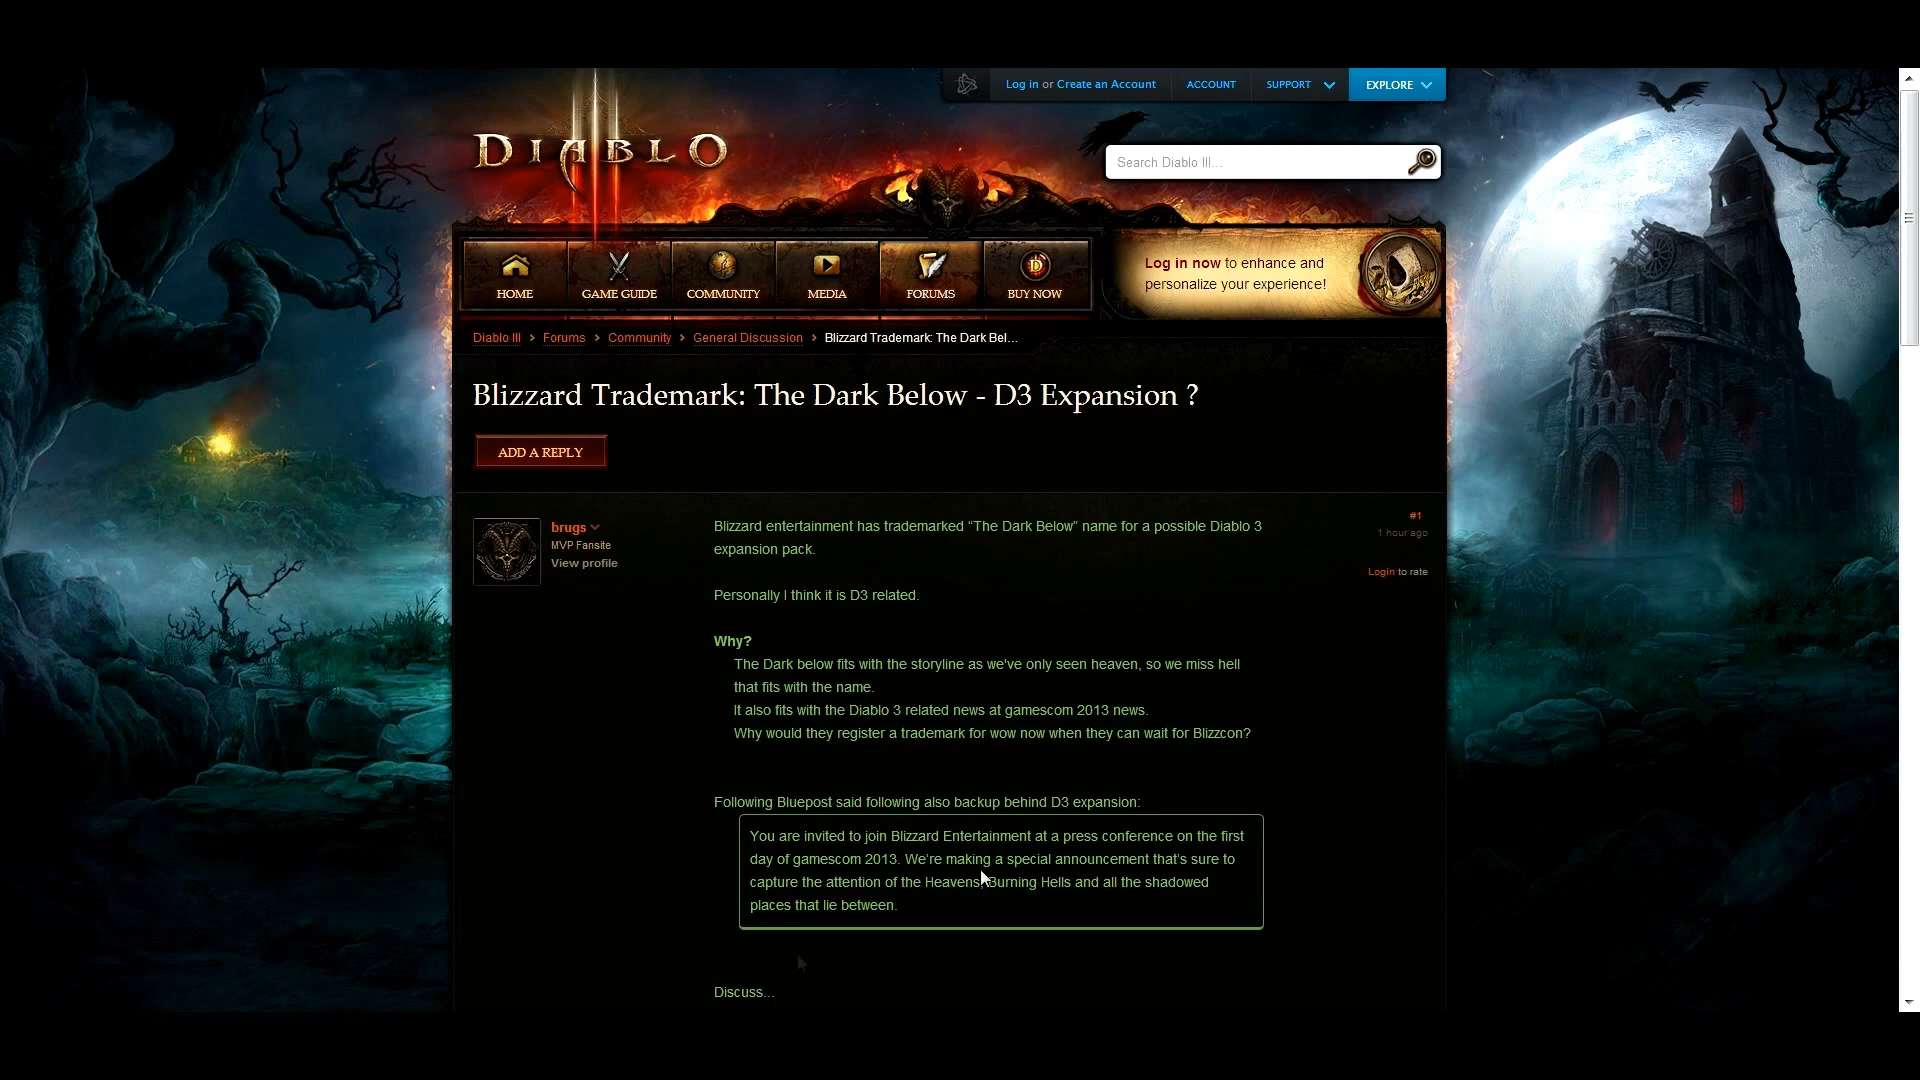 Log in or Create an Account
ACCOUNT
SUPPORT
EXPLORE
DIABLO
Search Diablo III...
HOME
GAME GUIDE
COMMUNITY
MEDIA
FORUMS
BUY NOW
Log in now to enhance and
personalize your experience!
Diablo III > Forums > Community > General Discussion > Blizzard Trademark: The Dark Bel...
Blizzard Trademark: The Dark Below - D3 Expansion ?
ADD A REPLY
brugs
MVP Fansite
View profile
#1
1 hour ago
Login to rate
Blizzard entertainment has trademarked “The Dark Below” name for a possible Diablo 3
expansion pack.
Personally I think it is D3 related.
Why?
The Dark below fits with the storyline as we've only seen heaven, so we miss hell
that fits with the name.
It also fits with the Diablo 3 related news at gamescom 2013 news.
Why would they register a trademark for wow now when they can wait for Blizzcon?
Following Bluepost said following also backup behind D3 expansion:
You are invited to join Blizzard Entertainment at a press conference on the first
day of gamescom 2013. We’re making a special announcement that’s sure to
capture the attention of the Heavens, Burning Hells and all the shadowed
places that lie between.
Discuss...